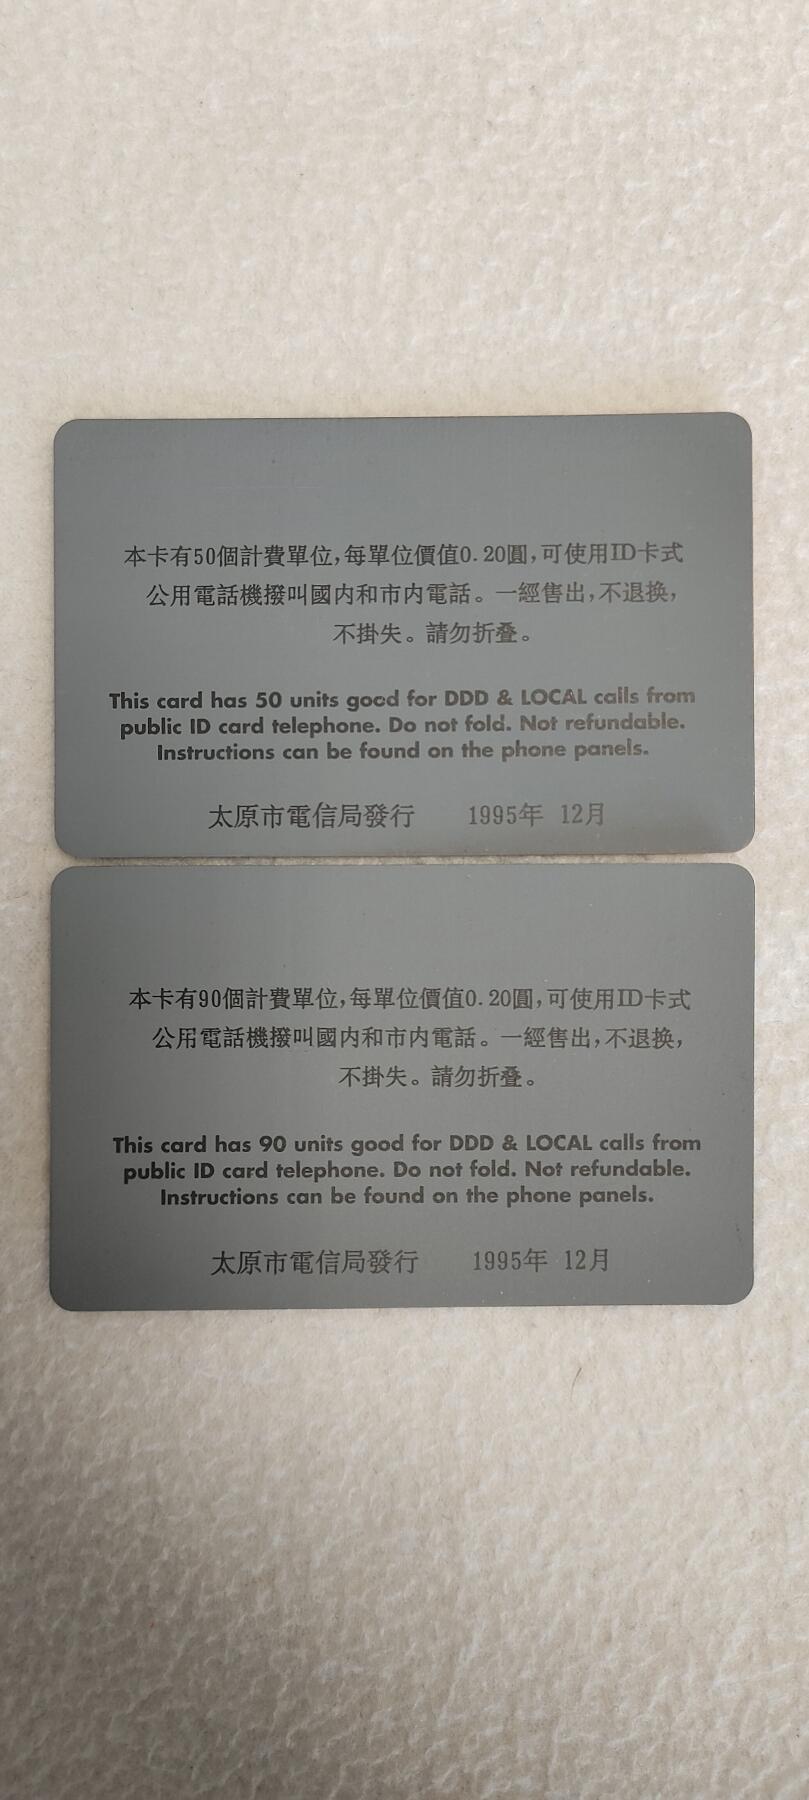 本卡有50個計費單位,每單位價值0.20圓,可使用ID卡式
公用電話機撥叫國内和市内電話。一經售出,不退换,
不掛失。請勿折叠。
This card has 50 units good for DDD & LOCAL calls from
public ID card telephone. Do not fold. Not refundable.
Instructions can be found on the phone panels.
太原市電信局發行 1995年 12月
本卡有90個計費單位,每單位價值0.20圓,可使用ID卡式
公用電話機撥叫國内和市内電話。一經售出,不退换,
不掛失。請勿折叠。
This card has 90 units good for DDD & LOCAL calls from
public ID card telephone. Do not fold. Not refundable.
Instructions can be found on the phone panels.
太原市電信局發行 1995年 12月